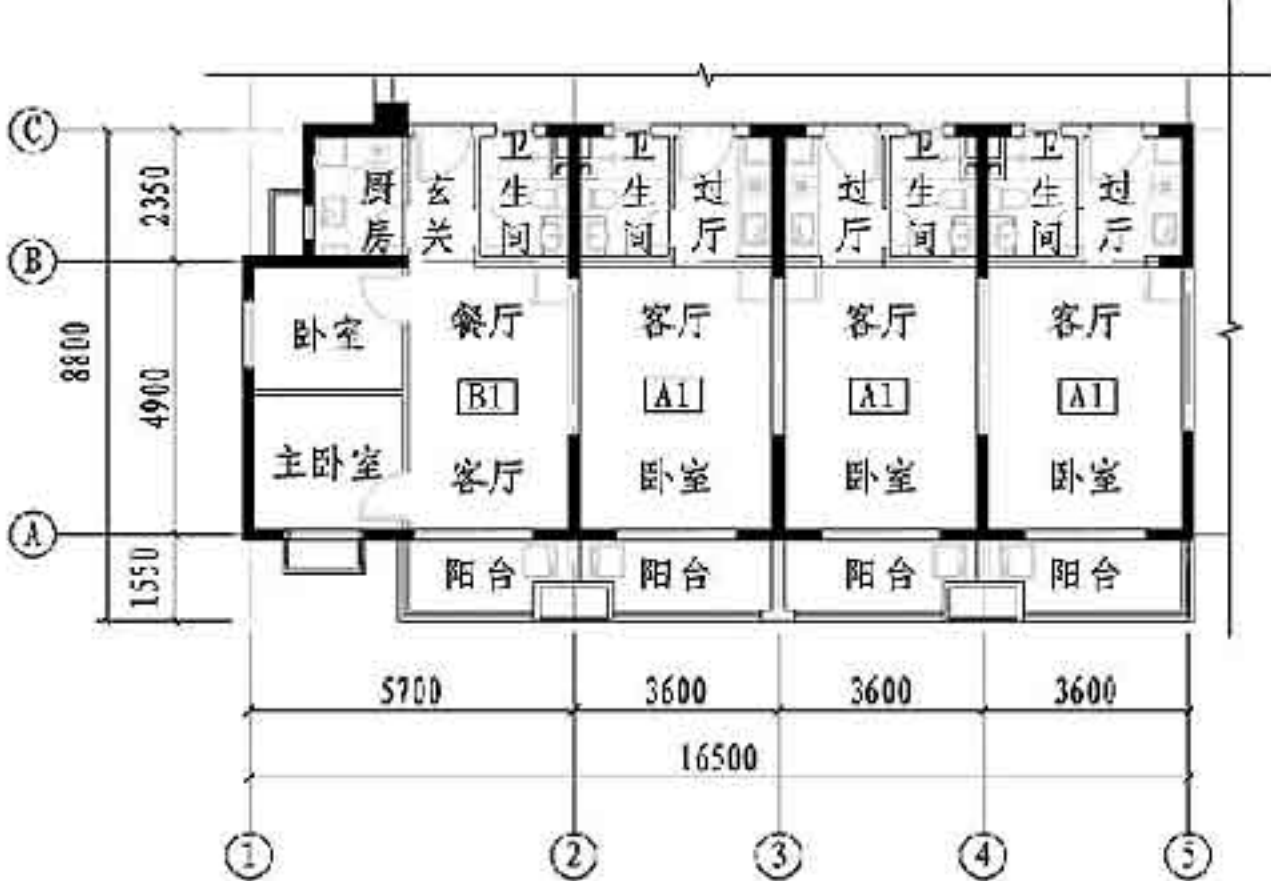 C
2350
厨房
玄关
卫生间
卫生间
过厅
过厅
卫生间
卫生间
过厅
B
8800
4900
卧室
餐厅
客厅
客厅
客厅
B1
A1
A1
A1
主卧室
客厅
卧室
卧室
卧室
A
1550
阳台
阳台
阳台
阳台
5700
3600
3600
3600
16500
1
2
3
4
5